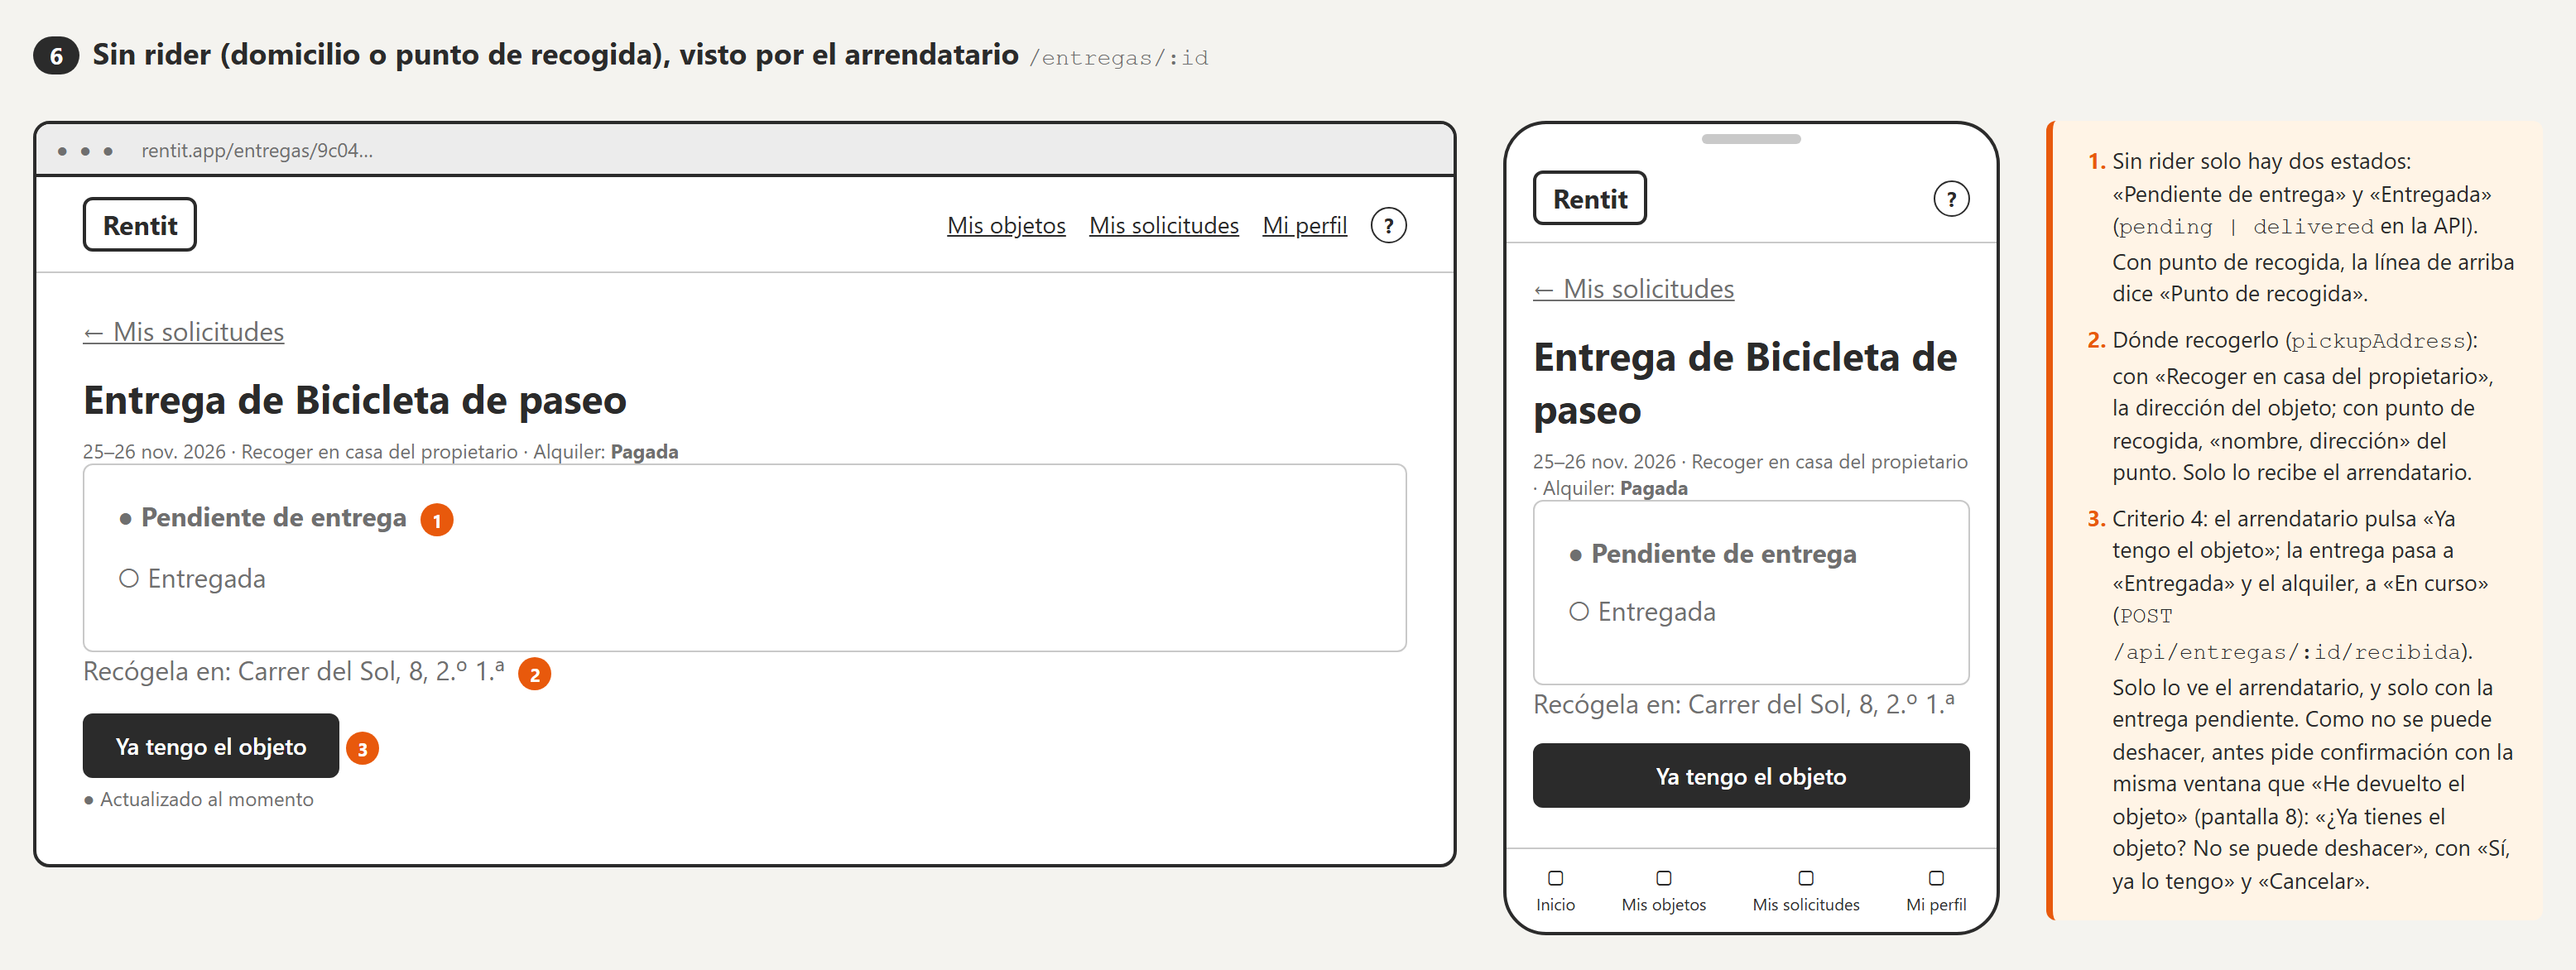 6 Sin rider (domicilio o punto de recogida), visto por el arrendatario /entregas/:id
rentit.app/entregas/9c04...
Rentit
Mis objetos Mis solicitudes Mi perfil ?
← Mis solicitudes
Entrega de Bicicleta de paseo
25–26 nov. 2026 · Recoger en casa del propietario · Alquiler: Pagada
● Pendiente de entrega 1
○ Entregada
Recógela en: Carrer del Sol, 8, 2.º 1.ª 2
Ya tengo el objeto 3
● Actualizado al momento
Rentit ?
← Mis solicitudes
Entrega de Bicicleta de
paseo
25–26 nov. 2026 · Recoger en casa del propietario
· Alquiler: Pagada
● Pendiente de entrega
○ Entregada
Recógela en: Carrer del Sol, 8, 2.º 1.ª
Ya tengo el objeto
Inicio Mis objetos Mis solicitudes Mi perfil
1. Sin rider solo hay dos estados:
«Pendiente de entrega» y «Entregada»
(pending | delivered en la API).
Con punto de recogida, la línea de arriba
dice «Punto de recogida».
2. Dónde recogerlo (pickupAddress):
con «Recoger en casa del propietario»,
la dirección del objeto; con punto de
recogida, «nombre, dirección» del
punto. Solo lo recibe el arrendatario.
3. Criterio 4: el arrendatario pulsa «Ya
tengo el objeto»; la entrega pasa a
«Entregada» y el alquiler, a «En curso»
(POST
/api/entregas/:id/recibida).
Solo lo ve el arrendatario, y solo con la
entrega pendiente. Como no se puede
deshacer, antes pide confirmación con la
misma ventana que «He devuelto el
objeto» (pantalla 8): «¿Ya tienes el
objeto? No se puede deshacer», con «Sí,
ya lo tengo» y «Cancelar».